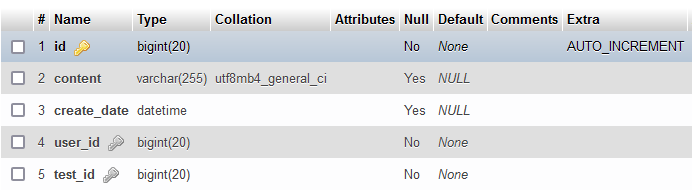 # Name Type Collation Attributes Null Default Comments Extra
1 id bigint(20) No None AUTO_INCREMENT
2 content varchar(255) utf8mb4_general_ci Yes NULL
3 create_date datetime Yes NULL
4 user_id bigint(20) No None
5 test_id bigint(20) No None